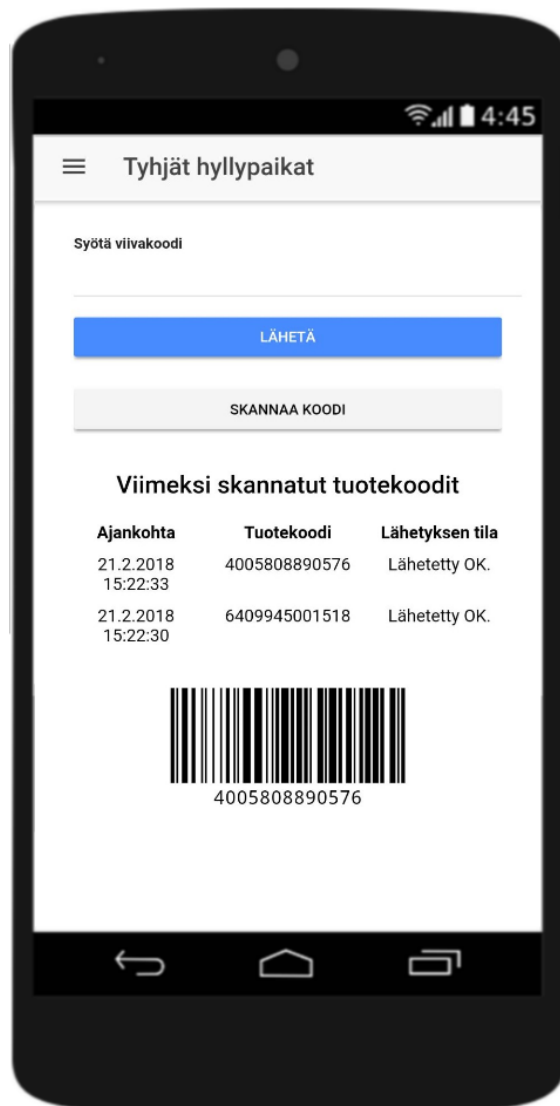 4:45
Tyhjät hyllypaikat
Syötä viivakoodi
LÄHETÄ
SKANNAA KOODI
Viimeksi skannatut tuotekoodit
Ajankohta Tuotekoodi Lähetyksen tila
21.2.2018 4005808890576 Lähetetty OK.
15:22:33
21.2.2018 6409945001518 Lähetetty OK.
15:22:30
4005808890576